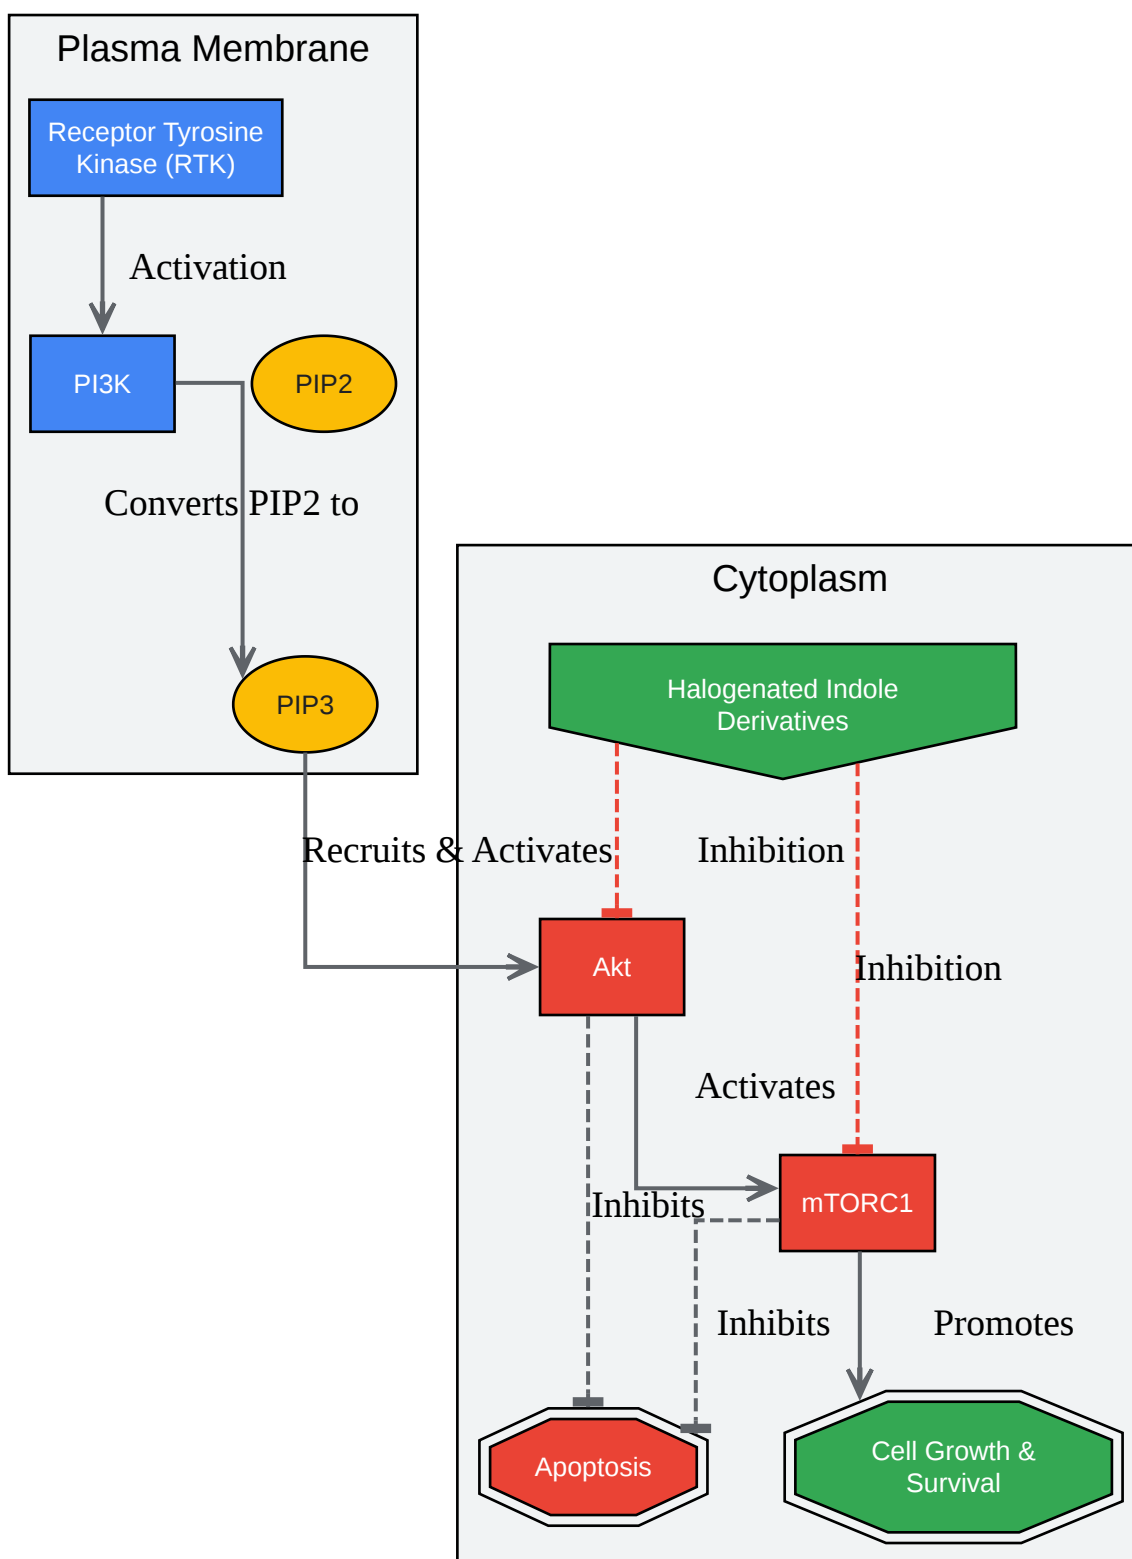 Plasma Membrane
Receptor Tyrosine
Kinase (RTK)
Activation
PI3K
PIP2
Converts PIP2 to
PIP3
Cytoplasm
Halogenated Indole
Derivatives
Recruits & Activates
Inhibition
Akt
Inhibition
Activates
mTORC1
Inhibits
Inhibits
Promotes
Apoptosis
Cell Growth &
Survival